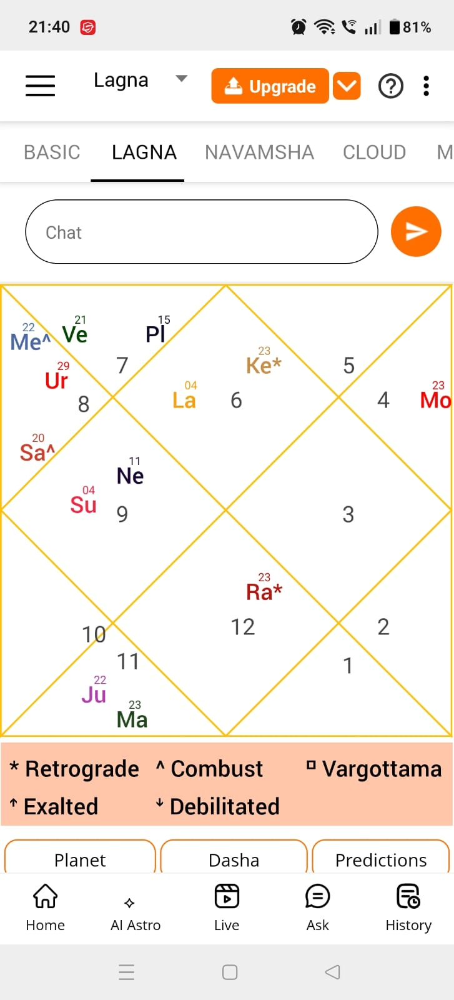 21:40 81%
Lagna Upgrade
BASIC LAGNA NAVAMSHA CLOUD M
Chat
22 Me^ 21 Ve 15 Pl
29 Ur 7
8
23 Ke* 5
04 La 6 4 23 Mo
20 Sa^
11 Ne
04 Su 9 3
23 Ra*
10 12 2
11 1
22 Ju
23 Ma
* Retrograde ^ Combust □ Vargottama
↑ Exalted ↓ Debilitated
Planet Dasha Predictions
Home AI Astro Live Ask History